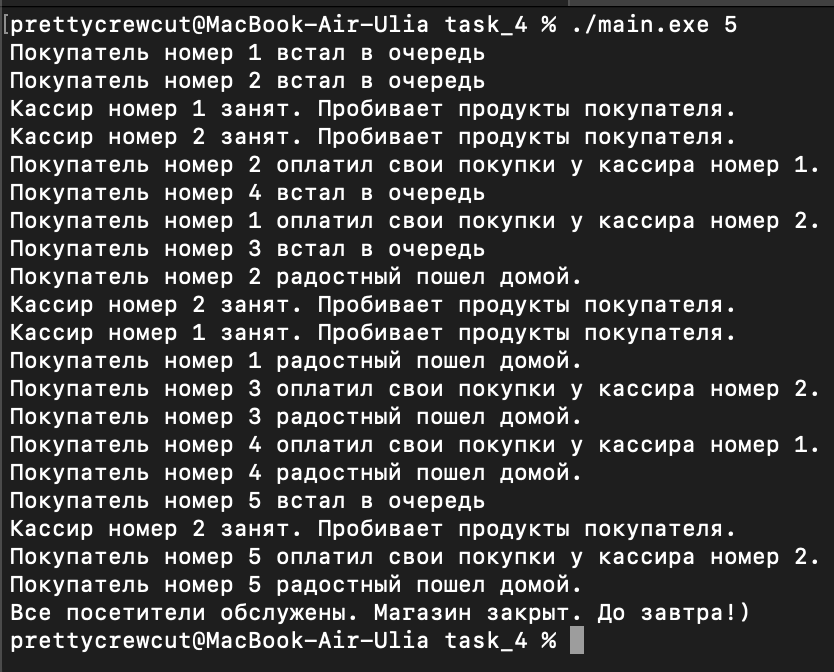 [prettycrewcut@MacBook-Air-Ulia task_4 % ./main.exe 5
Покупатель номер 1 встал в очередь
Покупатель номер 2 встал в очередь
Кассир номер 1 занят. Пробивает продукты покупателя.
Кассир номер 2 занят. Пробивает продукты покупателя.
Покупатель номер 2 оплатил свои покупки у кассира номер 1.
Покупатель номер 4 встал в очередь
Покупатель номер 1 оплатил свои покупки у кассира номер 2.
Покупатель номер 3 встал в очередь
Покупатель номер 2 радостный пошел домой.
Кассир номер 2 занят. Пробивает продукты покупателя.
Кассир номер 1 занят. Пробивает продукты покупателя.
Покупатель номер 1 радостный пошел домой.
Покупатель номер 3 оплатил свои покупки у кассира номер 2.
Покупатель номер 3 радостный пошел домой.
Покупатель номер 4 оплатил свои покупки у кассира номер 1.
Покупатель номер 4 радостный пошел домой.
Покупатель номер 5 встал в очередь
Кассир номер 2 занят. Пробивает продукты покупателя.
Покупатель номер 5 оплатил свои покупки у кассира номер 2.
Покупатель номер 5 радостный пошел домой.
Все посетители обслужены. Магазин закрыт. До завтра!)
prettycrewcut@MacBook-Air-Ulia task_4 %